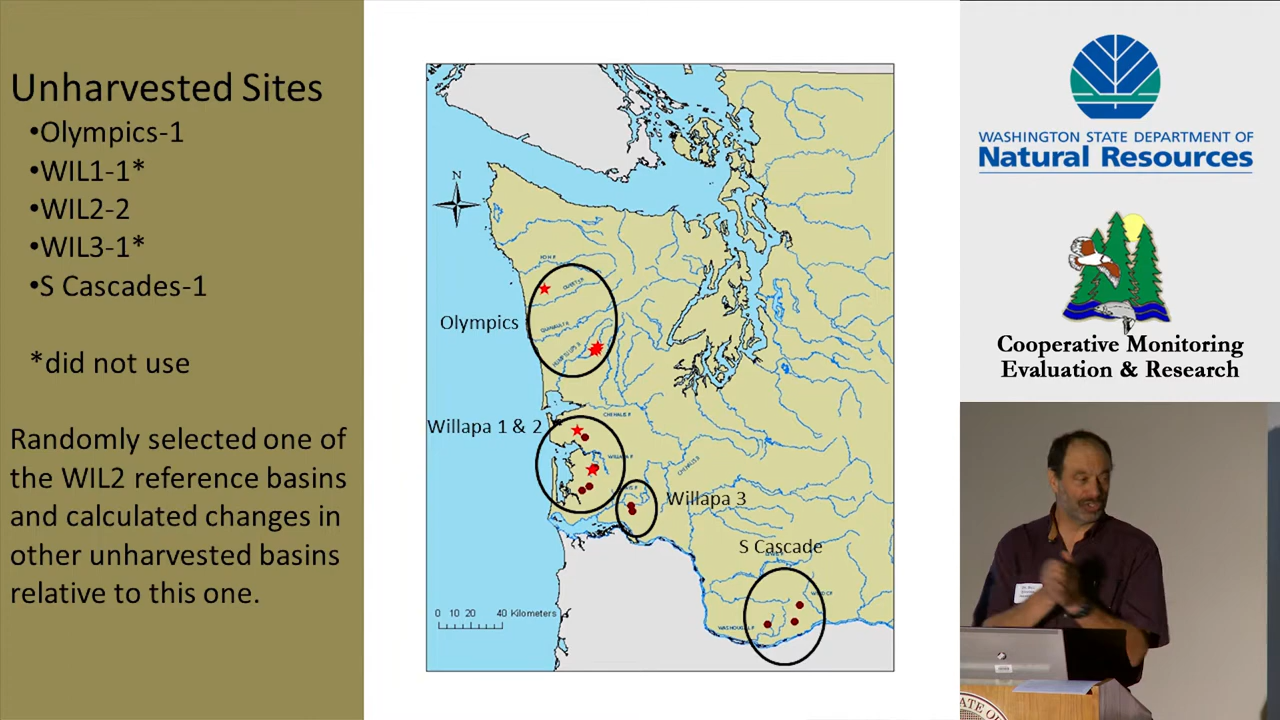 Unharvested Sites
•Olympics-1
•WIL1-1*
•WIL2-2
•WIL3-1*
•S Cascades-1
*did not use
Randomly selected one of
the WIL2 reference basins
and calculated changes in
other unharvested basins
relative to this one.
N
Olympics
Willapa 1 & 2
CHEHALIS R
Willapa 3
S Cascade
0 10 20 40 Kilometers
WASHINGTON STATE DEPARTMENT OF
Natural Resources
Cooperative Monitoring
Evaluation & Research